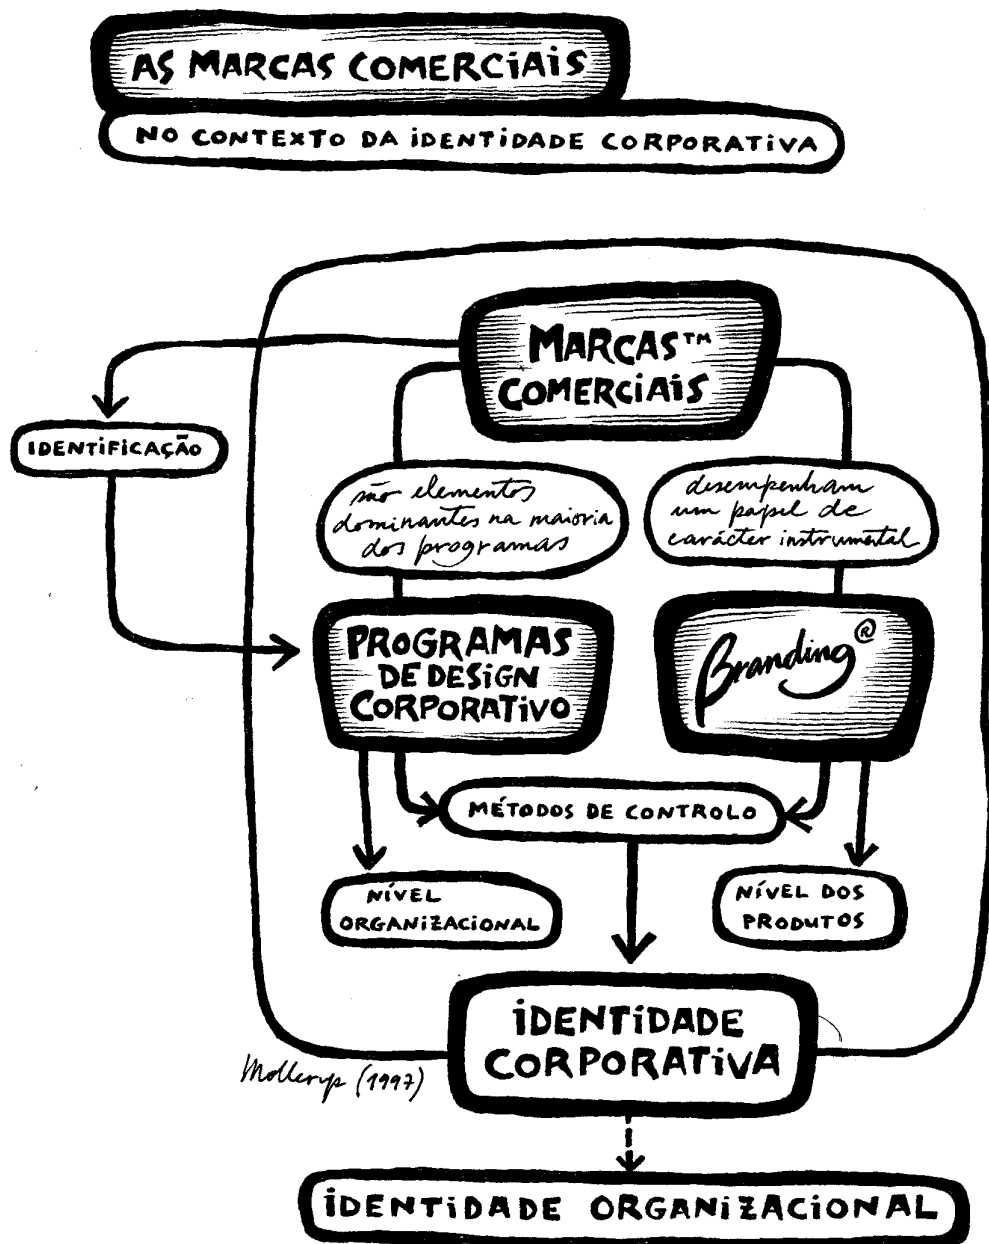 AS MARCAS COMERCIAIS
NO CONTEXTO DA IDENTIDADE CORPORATIVA
MARCAS™
COMERCIAIS
IDENTIFICAÇÃO
são elementos
dominantes na maioria
dos programas
desempenham
um papel de
carácter instrumental
PROGRAMAS
DE DESIGN
CORPORATIVO
Branding®
MÉTODOS DE CONTROLO
NÍVEL
ORGANIZACIONAL
NÍVEL DOS
PRODUTOS
IDENTIDADE
CORPORATIVA
Mollerup (1997)
IDENTIDADE ORGANIZACIONAL